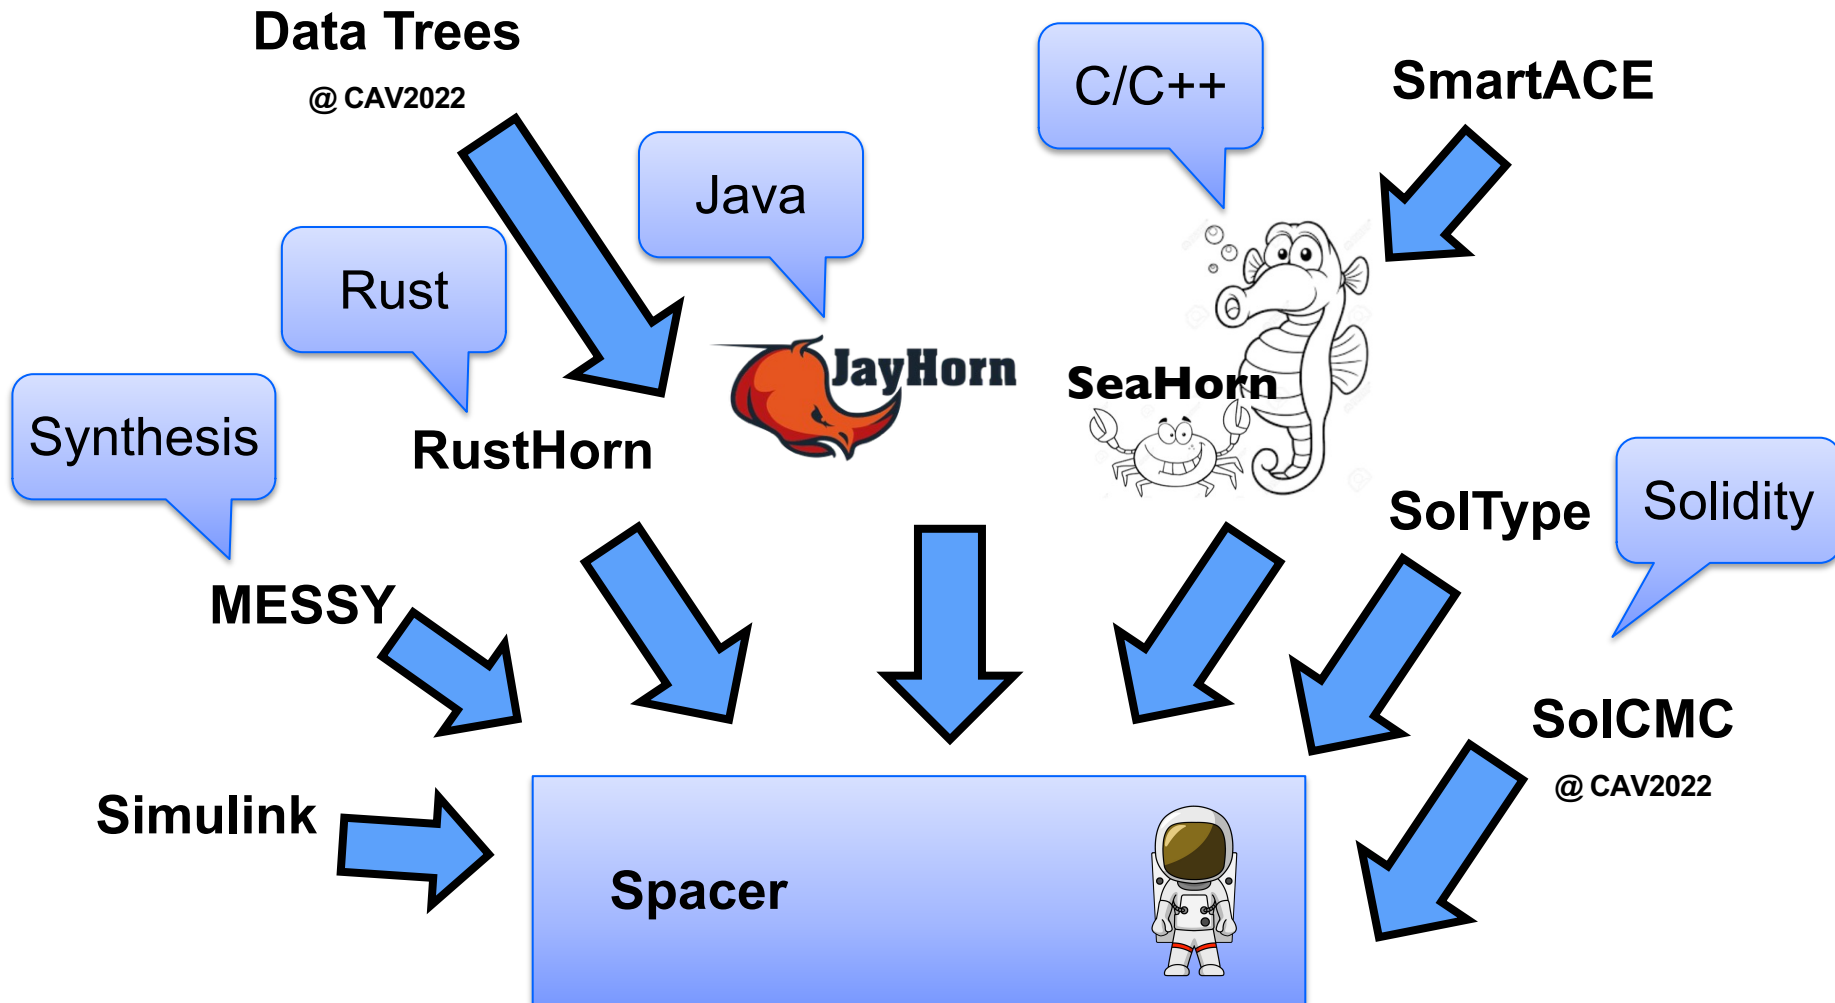 Data Trees
@ CAV2022
C/C++
SmartACE
Java
Rust
JayHorn
SeaHorn
Synthesis
RustHorn
SolType
Solidity
MESSY
SolCMC
@ CAV2022
Simulink
Spacer